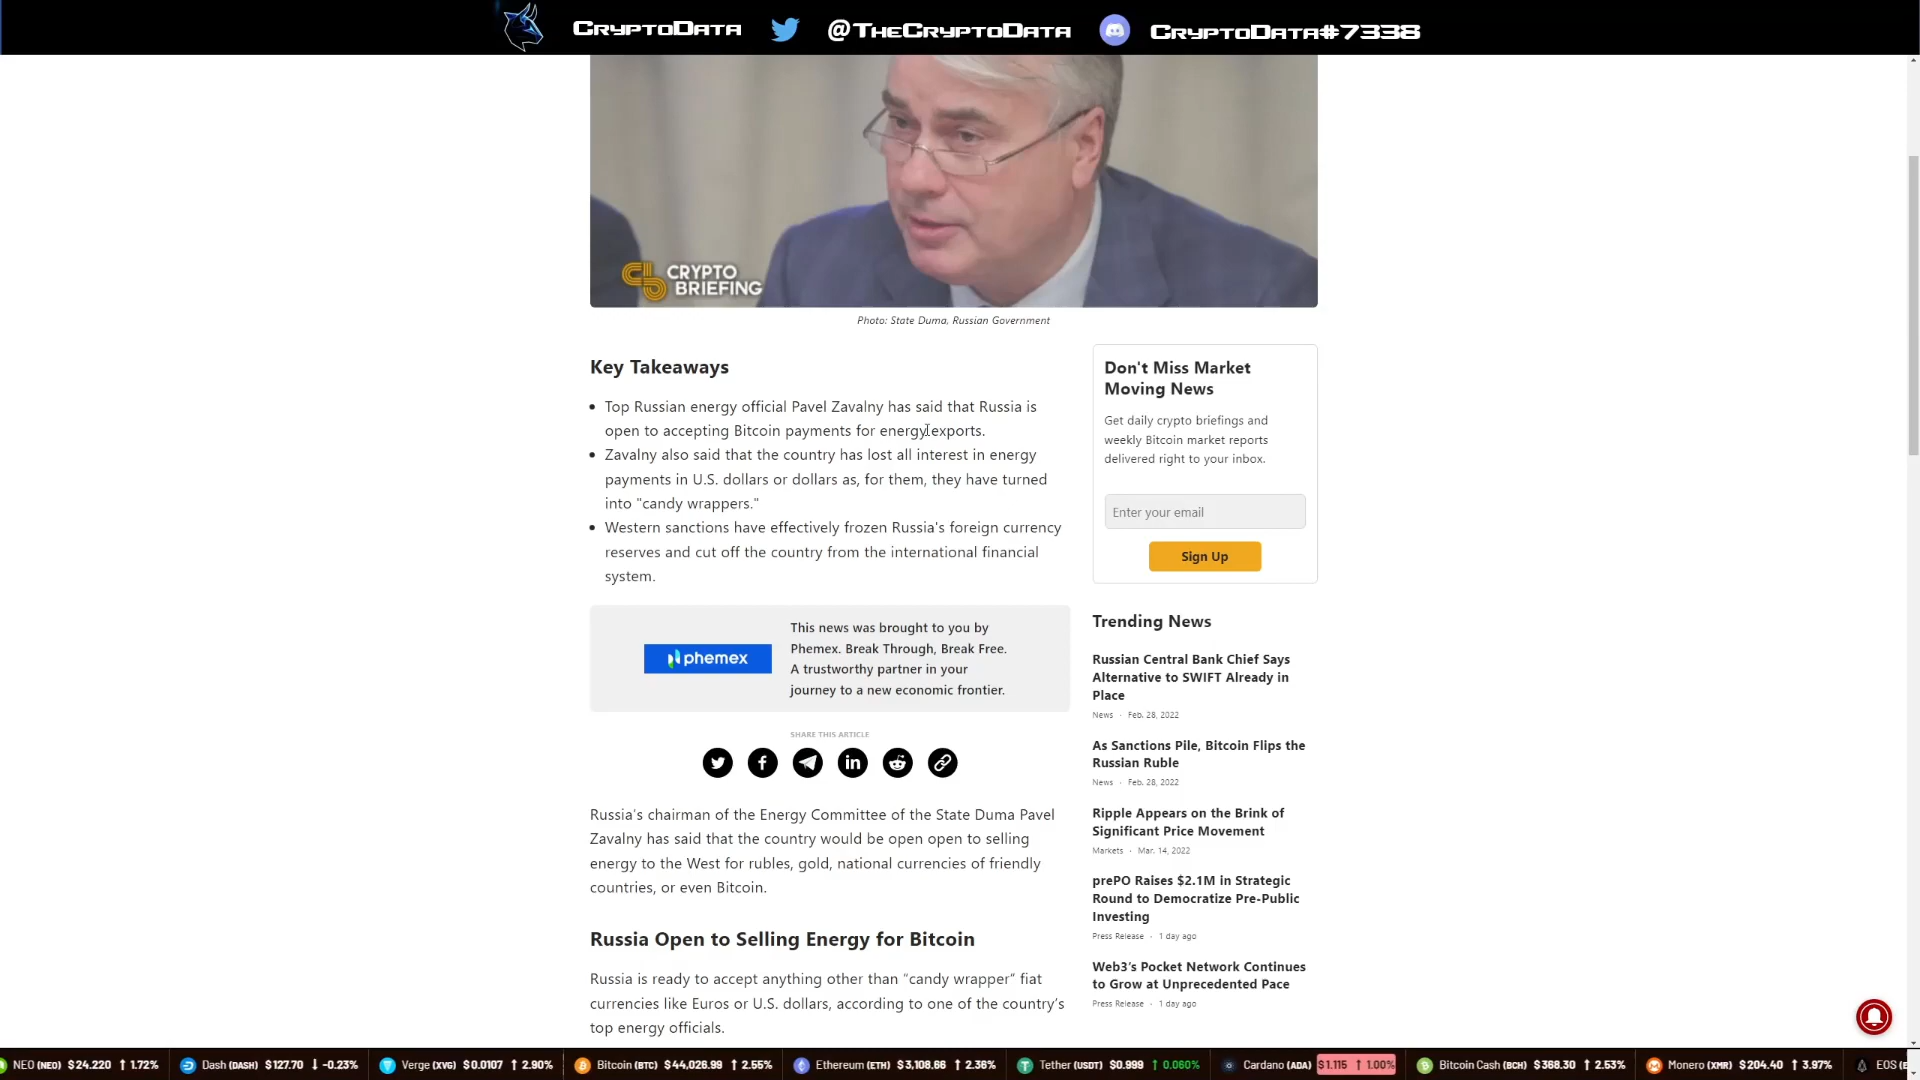 CRYPTODATA
@THECRYPTODATA
CRYPTODATA#7338
CRYPTO
BRIEFING
Photo: State Duma, Russian Government
Key Takeaways
Top Russian energy official Pavel Zavalny has said that Russia is
open to accepting Bitcoin payments for energy exports.
Zavalny also said that the country has lost all interest in energy
payments in U.S. dollars or dollars as, for them, they have turned
into "candy wrappers."
Western sanctions have effectively frozen Russia's foreign currency
reserves and cut off the country from the international financial
system.
phemex
This news was brought to you by
Phemex. Break Through, Break Free.
A trustworthy partner in your
journey to a new economic frontier.
SHARE THIS ARTICLE
Russia’s chairman of the Energy Committee of the State Duma Pavel
Zavalny has said that the country would be open open to selling
energy to the West for rubles, gold, national currencies of friendly
countries, or even Bitcoin.
Russia Open to Selling Energy for Bitcoin
Russia is ready to accept anything other than “candy wrapper” fiat
currencies like Euros or U.S. dollars, according to one of the country’s
top energy officials.
Don't Miss Market
Moving News
Get daily crypto briefings and
weekly Bitcoin market reports
delivered right to your inbox.
Enter your email
Sign Up
Trending News
Russian Central Bank Chief Says
Alternative to SWIFT Already in
Place
News · Feb. 28, 2022
As Sanctions Pile, Bitcoin Flips the
Russian Ruble
News · Feb. 28, 2022
Ripple Appears on the Brink of
Significant Price Movement
Markets · Mar. 14, 2022
prePO Raises $2.1M in Strategic
Round to Democratize Pre-Public
Investing
Press Release · 1 day ago
Web3’s Pocket Network Continues
to Grow at Unprecedented Pace
Press Release · 1 day ago
NEO (NEO) $24.220 ↑ 1.72% Dash (DASH) $127.70 ↓ -0.23% Verge (XVG) $0.0107 ↑ 2.90% Bitcoin (BTC) $44,026.99 ↑ 2.55% Ethereum (ETH) $3,108.66 ↑ 2.36% Tether (USDT) $0.999 ↑ 0.060% Cardano (ADA) $1.115 ↑ 1.00% Bitcoin Cash (BCH) $368.30 ↑ 2.53% Monero (XMR) $204.40 ↑ 3.97% EOS